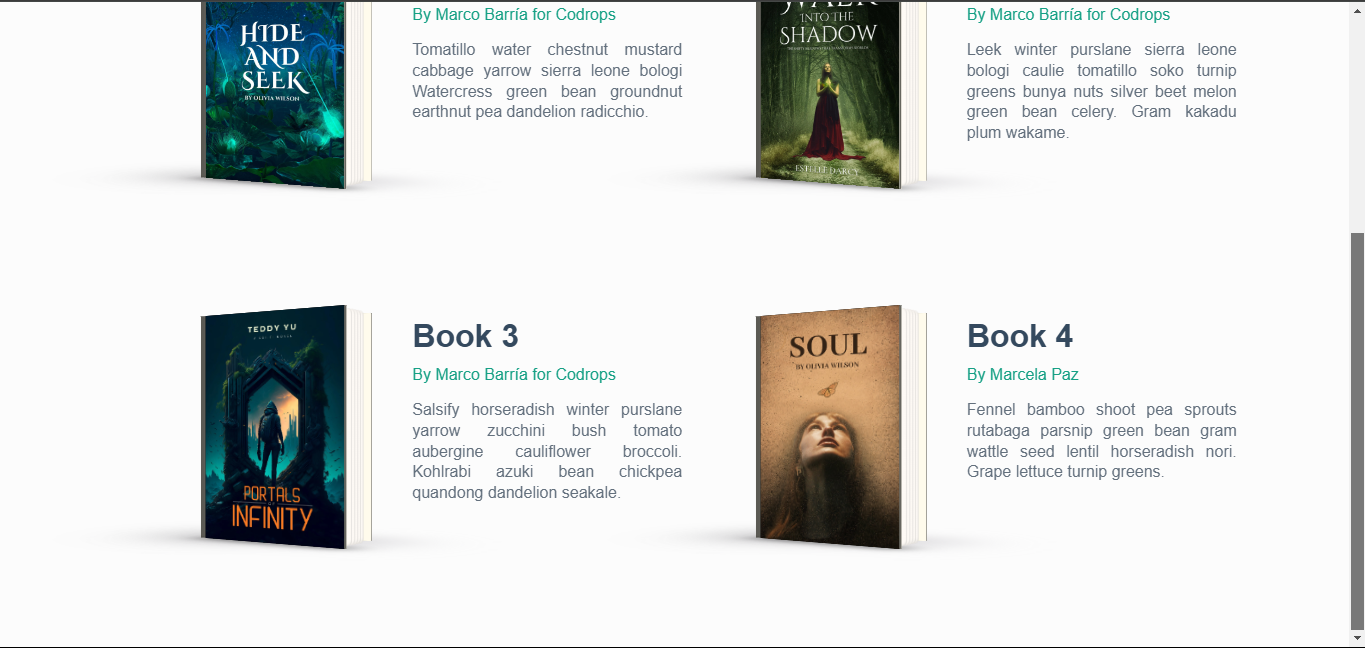 HIDE
AND
SEEK
BY OLIVIA WILSON
By Marco Barría for Codrops
Tomatillo water chestnut mustard
cabbage yarrow sierra leone bologi
Watercress green bean groundnut
earthnut pea dandelion radicchio.
WALK
INTO THE
SHADOW
ESTELLE DARCY
By Marco Barría for Codrops
Leek winter purslane sierra leone
bologi caulie tomatillo soko turnip
greens bunya nuts silver beet melon
green bean celery. Gram kakadu
plum wakame.
TEDDY YU
PORTALS
OF
INFINITY
Book 3
By Marco Barría for Codrops
Salsify horseradish winter purslane
yarrow zucchini bush tomato
aubergine cauliflower broccoli.
Kohlrabi azuki bean chickpea
quandong dandelion seakale.
SOUL
BY OLIVIA WILSON
Book 4
By Marcela Paz
Fennel bamboo shoot pea sprouts
rutabaga parsnip green bean gram
wattle seed lentil horseradish nori.
Grape lettuce turnip greens.